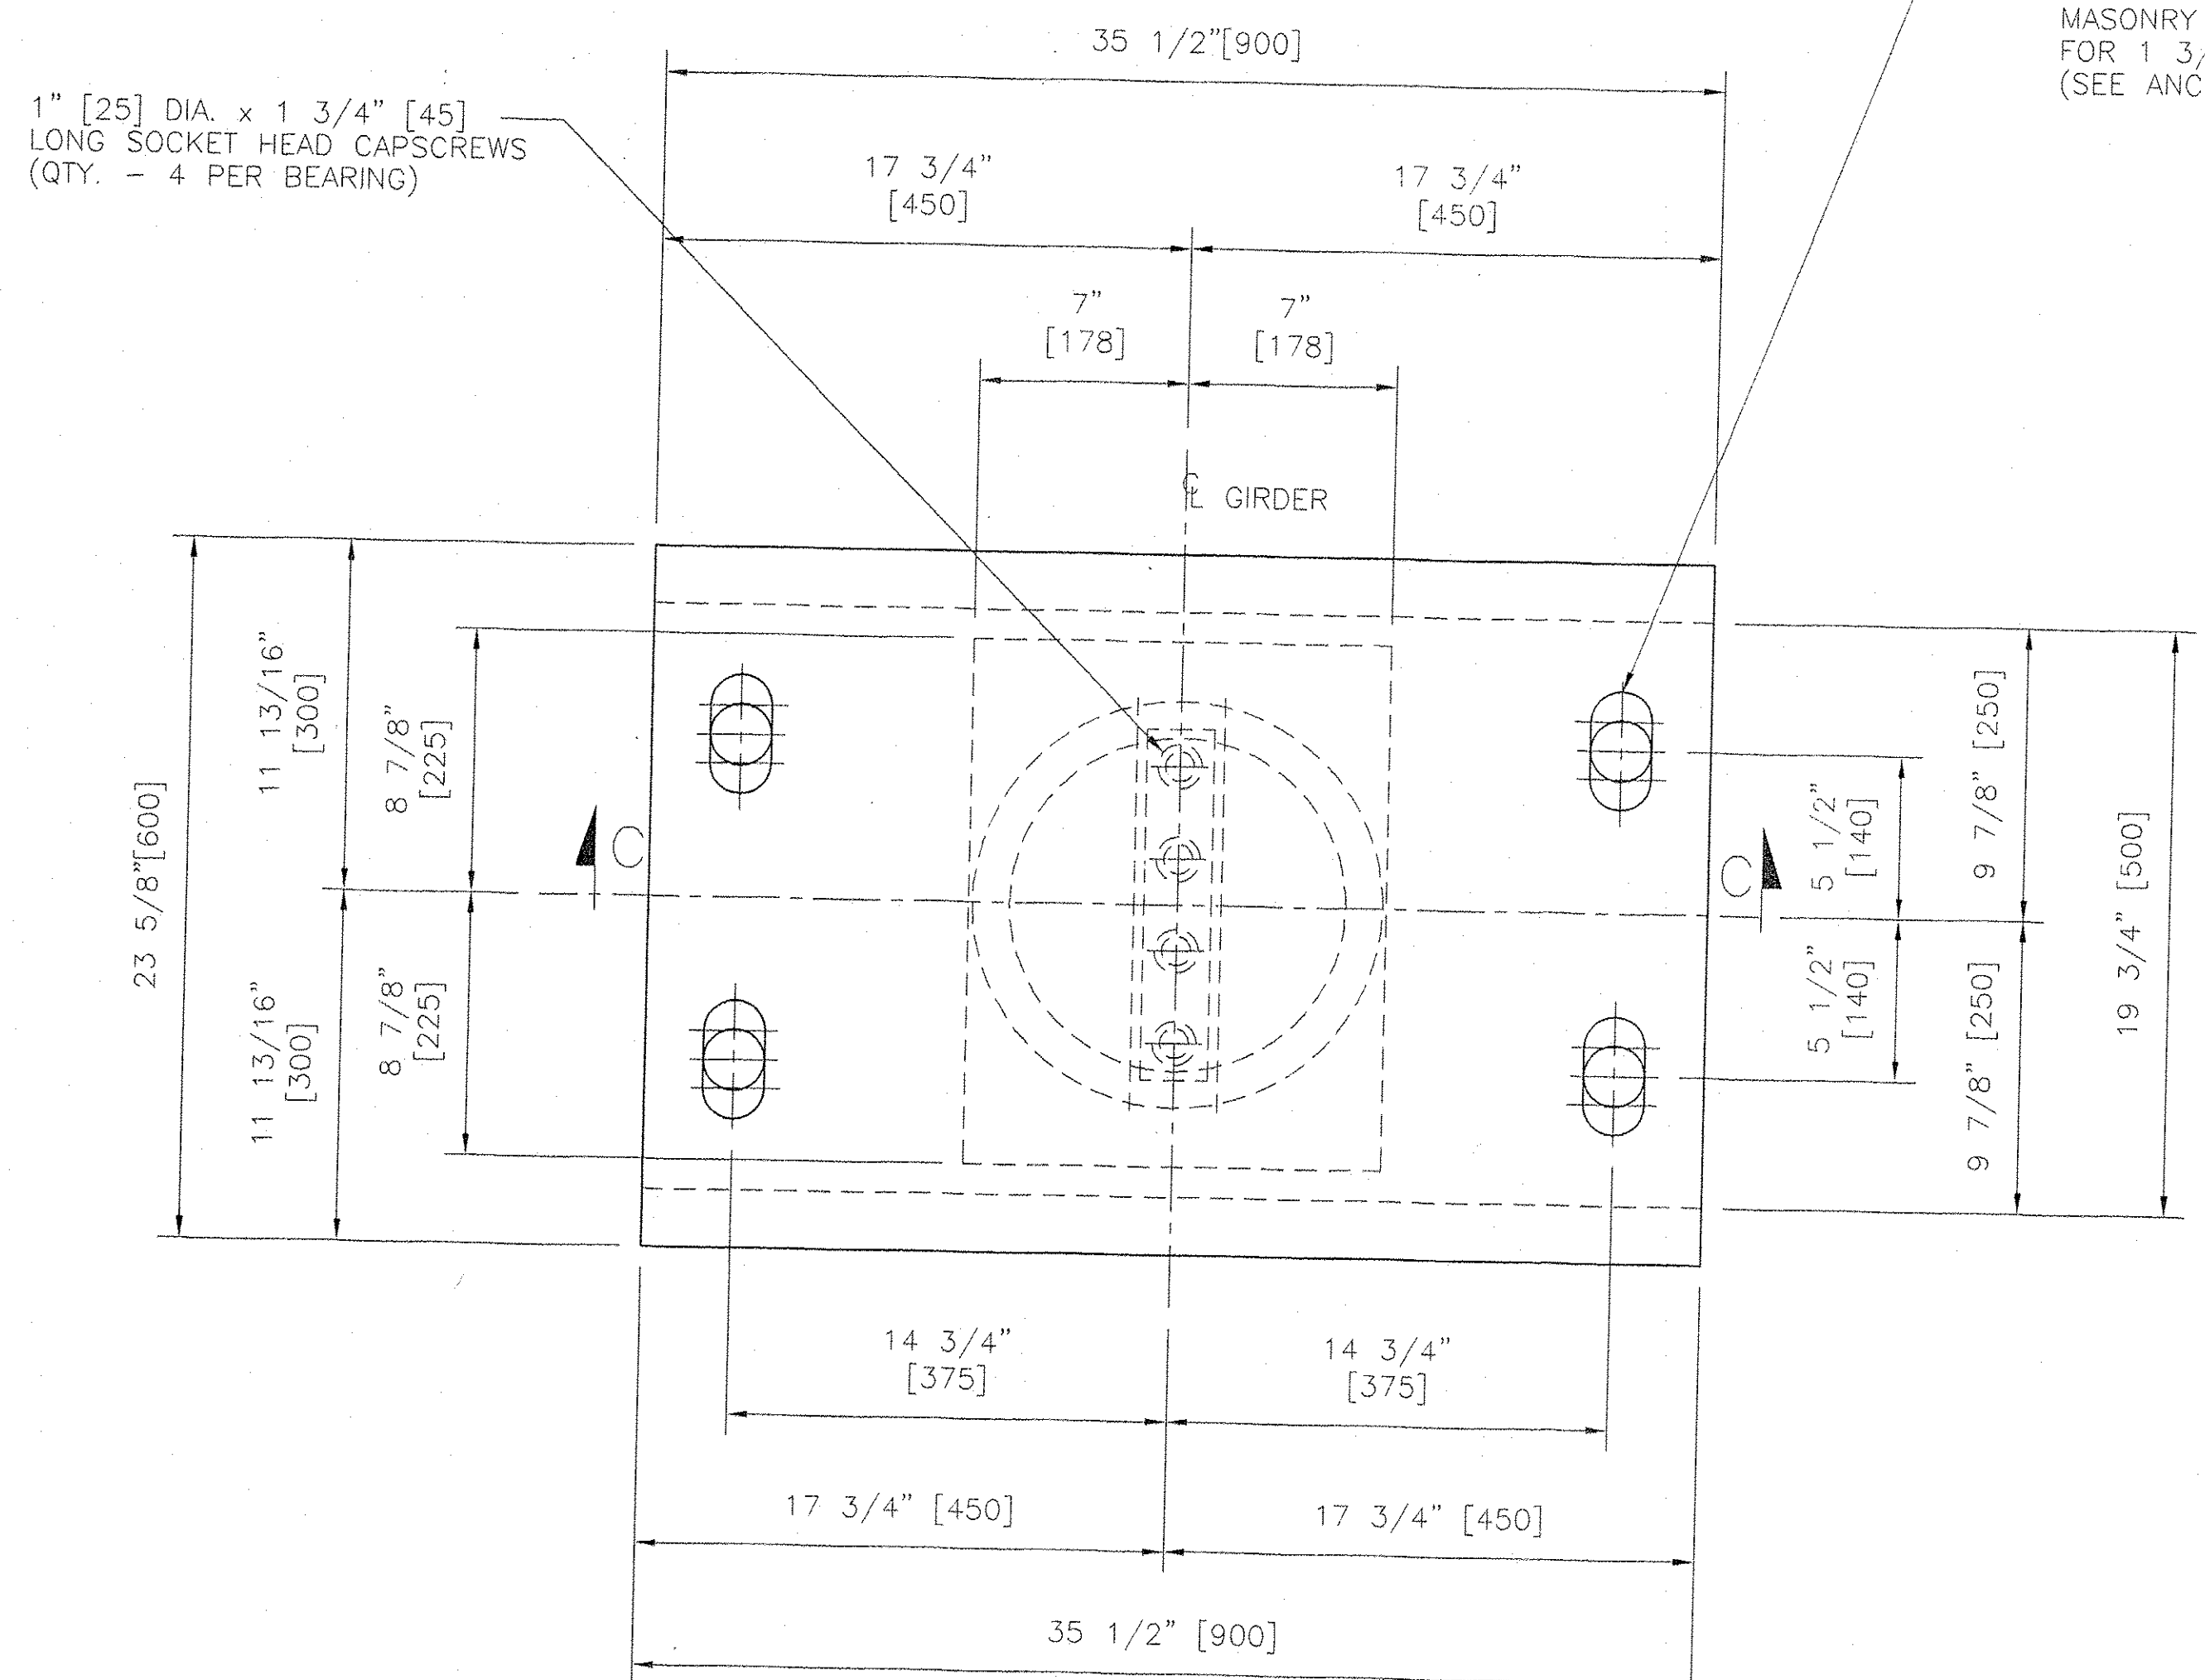 35 1/2"[900]
MASONRY
FOR 1 3/
(SEE ANC
1" [25] DIA. x 1 3/4" [45]
LONG SOCKET HEAD CAPSCREWS
(QTY. - 4 PER BEARING)
17 3/4"
[450]
17 3/4"
[450]
7"
[178]
7"
[178]
℄ GIRDER
23 5/8"[600]
11 13/16"
[300]
11 13/16"
[300]
8 7/8"
[225]
8 7/8"
[225]
C
C
5 1/2"
[140]
5 1/2"
[140]
9 7/8" [250]
9 7/8" [250]
19 3/4" [500]
14 3/4"
[375]
14 3/4"
[375]
17 3/4" [450]
17 3/4" [450]
35 1/2" [900]